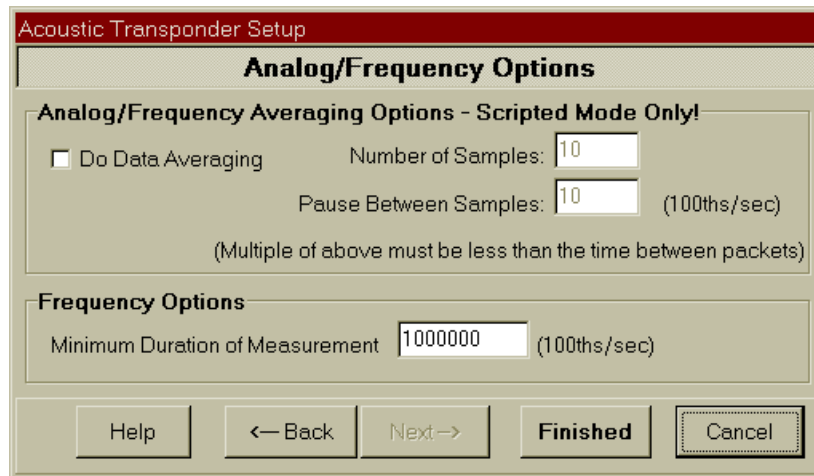 Acoustic Transponder Setup
Analog/Frequency Options
Analog/Frequency Averaging Options - Scripted Mode Only!
Do Data Averaging Number of Samples: 10
Pause Between Samples: 10 (100ths/sec)
(Multiple of above must be less than the time between packets)
Frequency Options
Minimum Duration of Measurement 1000000 (100ths/sec)
Help <— Back Next —> Finished Cancel